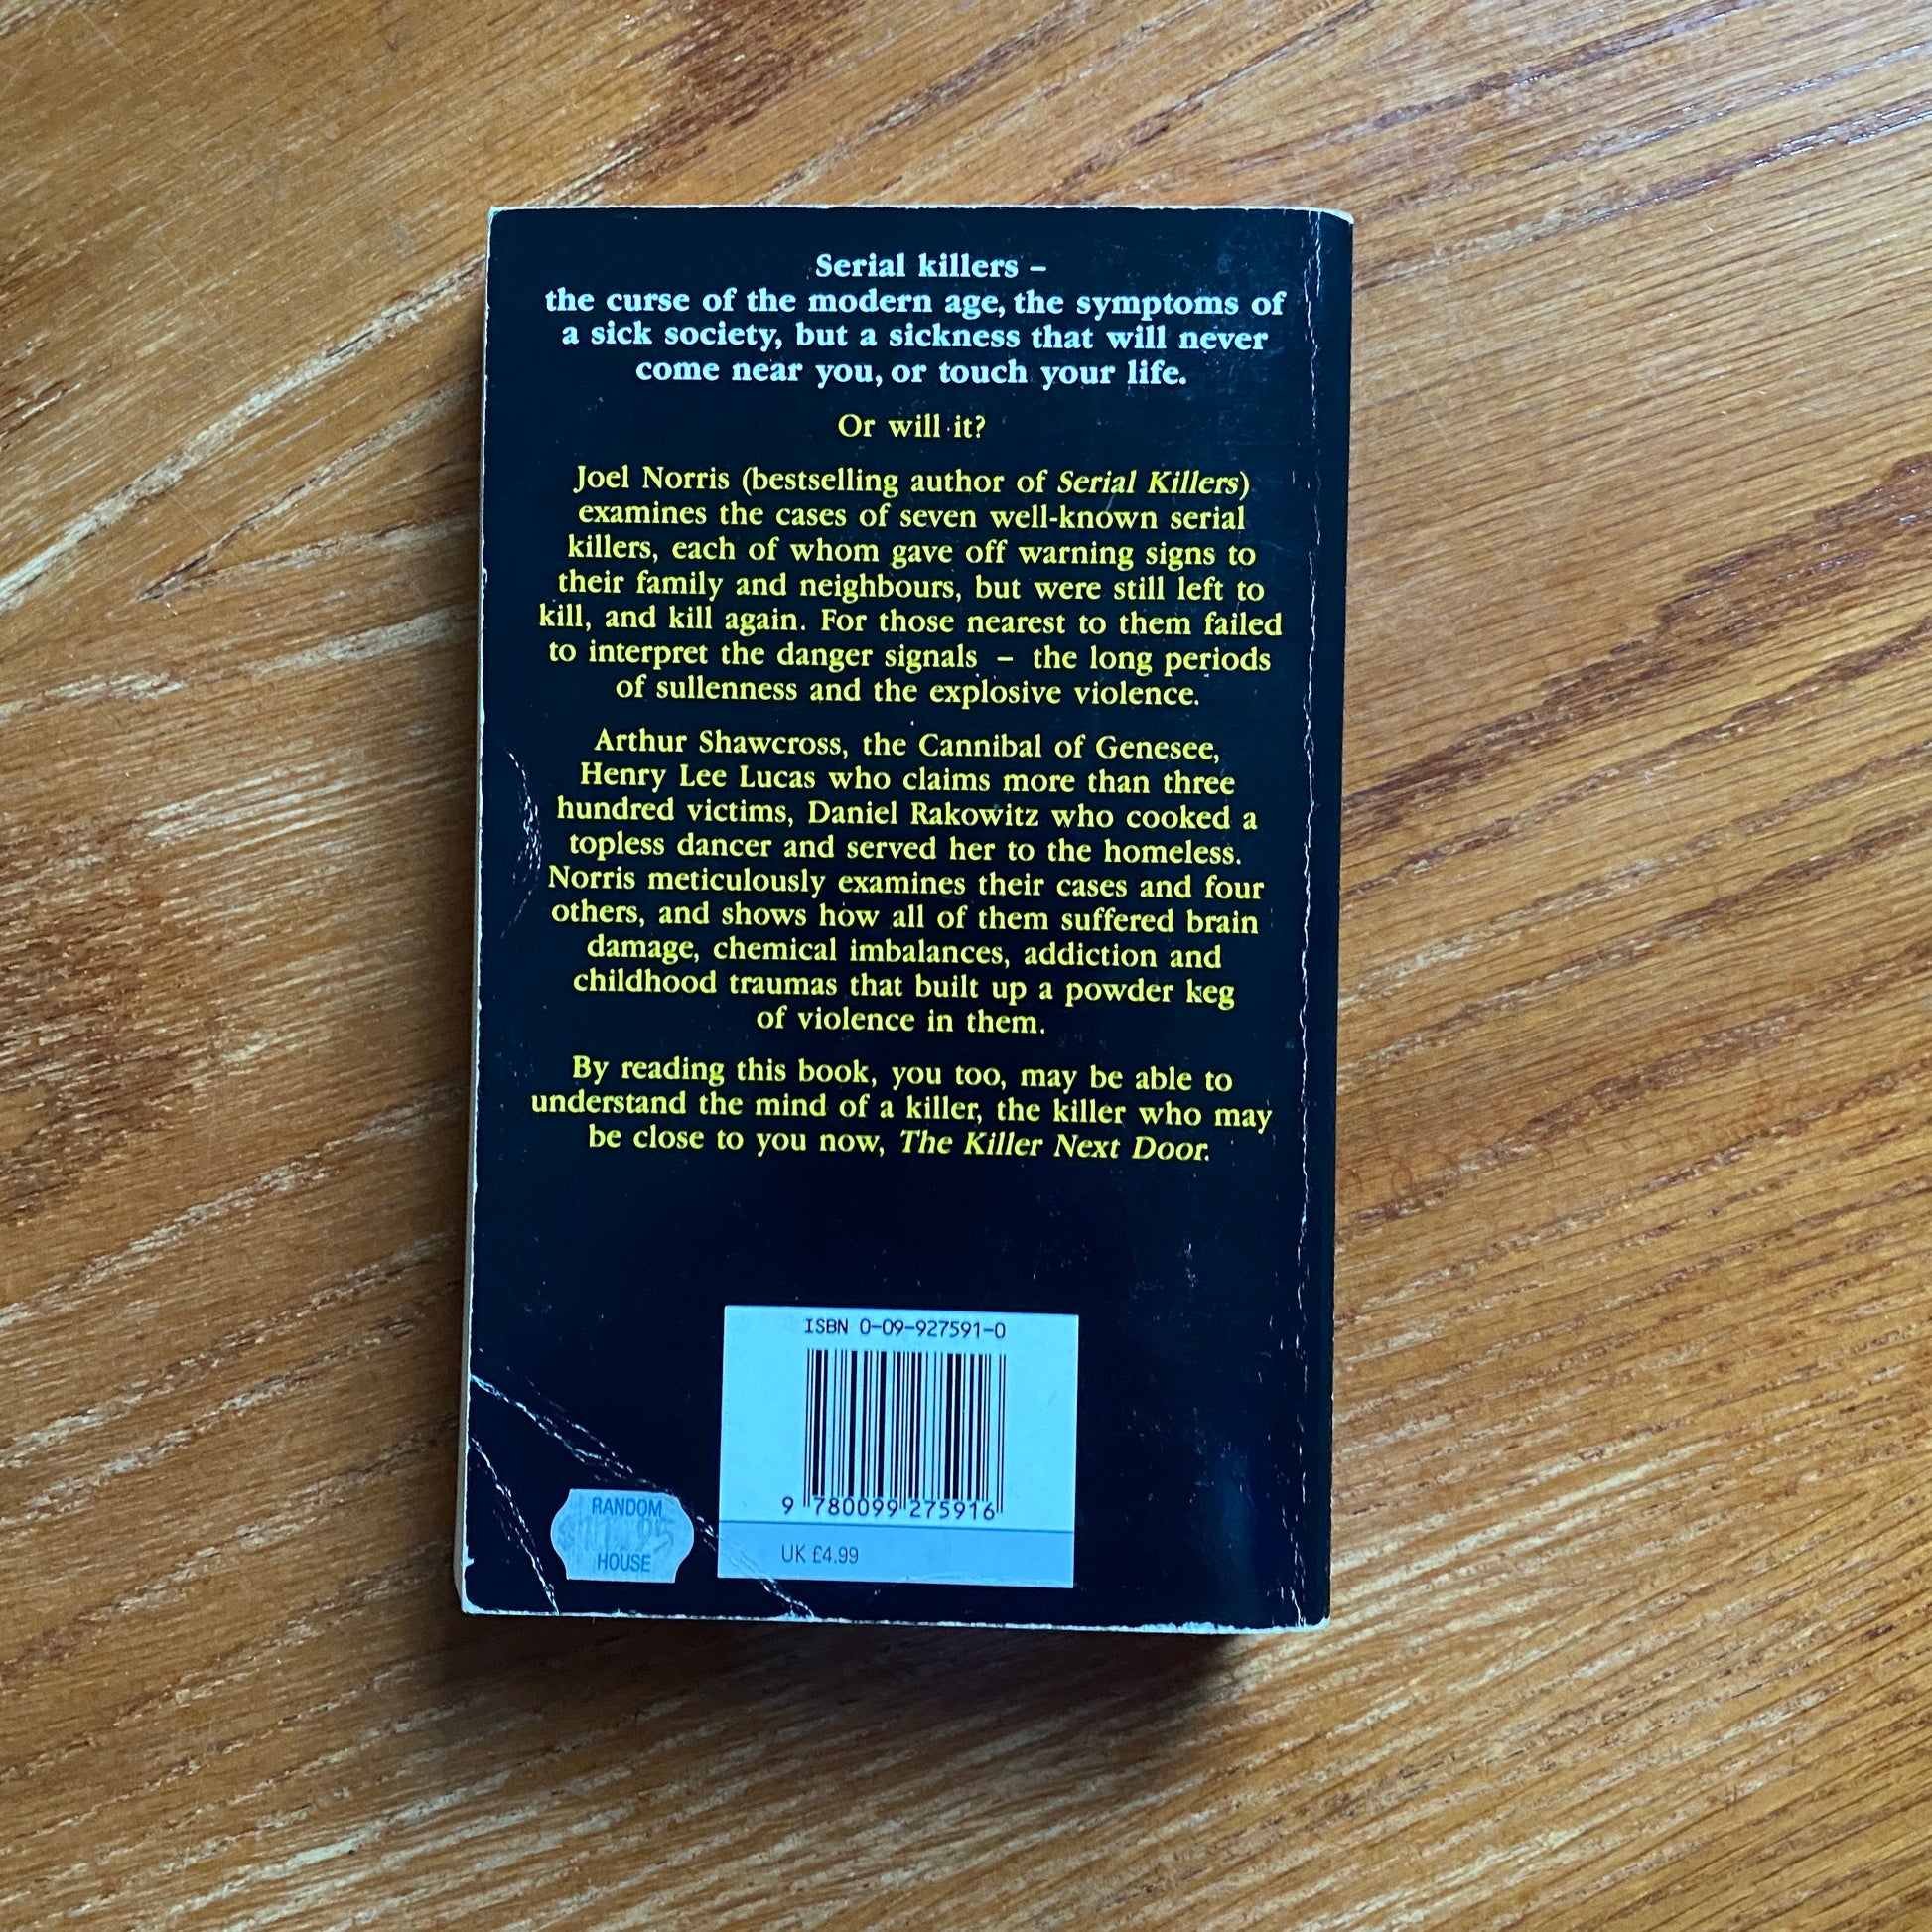 Serial killers –
the curse of the modern age, the symptoms of
a sick society, but a sickness that will never
come near you, or touch your life.
Or will it?
Joel Norris (bestselling author of Serial Killers)
examines the cases of seven well-known serial
killers, each of whom gave off warning signs to
their family and neighbours, but were still left to
kill, and kill again. For those nearest to them failed
to interpret the danger signals – the long periods
of sullenness and the explosive violence.
Arthur Shawcross, the Cannibal of Genesee,
Henry Lee Lucas who claims more than three
hundred victims, Daniel Rakowitz who cooked a
topless dancer and served her to the homeless.
Norris meticulously examines their cases and four
others, and shows how all of them suffered brain
damage, chemical imbalances, addiction and
childhood traumas that built up a powder keg
of violence in them.
By reading this book, you too, may be able to
understand the mind of a killer, the killer who may
be close to you now, The Killer Next Door.
ISBN 0-09-927591-0
9 780099 275916
UK £4.99
RANDOM
HOUSE